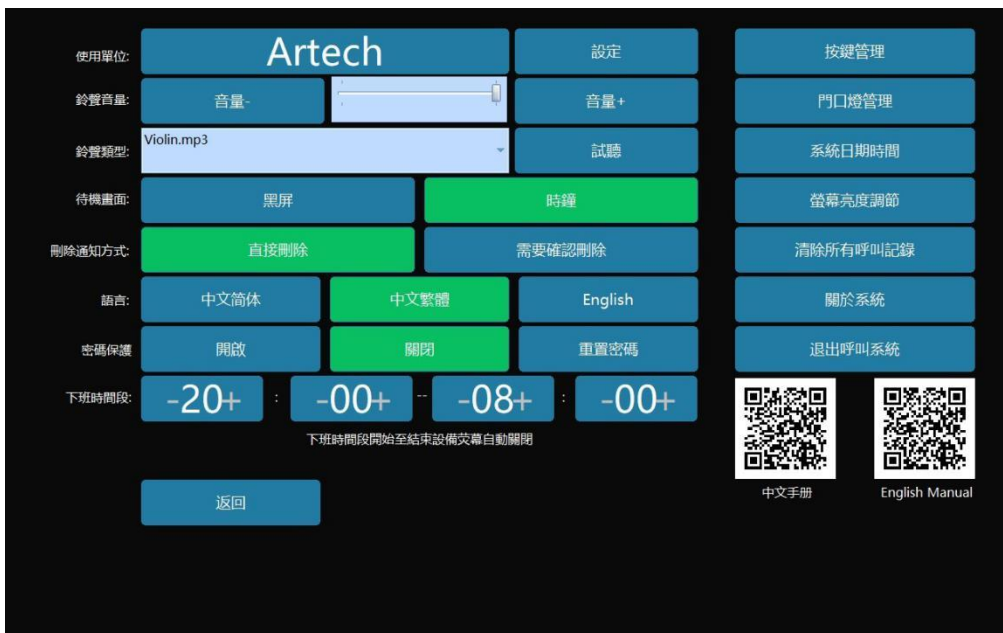 使用單位: Artech 設定 按鍵管理
鈴聲音量: 音量- 音量+ 門口燈管理
鈴聲類型: Violin.mp3 試聽 系統日期時間
待機畫面: 黑屏 時鐘 螢幕亮度調節
刪除通知方式: 直接刪除 需要確認刪除 清除所有呼叫記錄
語言: 中文简体 中文繁體 English 關於系統
密碼保護 開啟 關閉 重置密碼 退出呼叫系統
下班時間段: -20+ : -00+ -- -08+ : -00+
下班時間段開始至結束設備荧幕自動關閉
中文手册 English Manual
返回